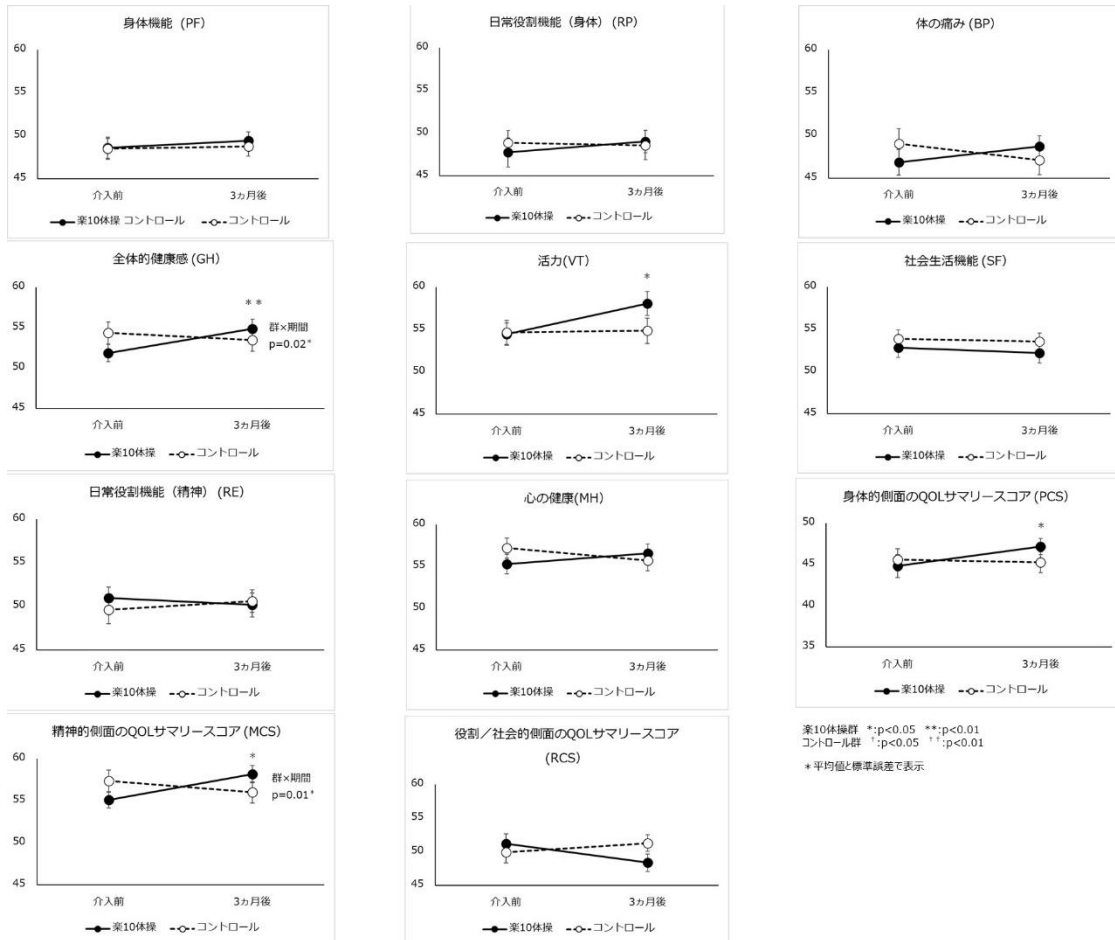 身体機能 (PF)
60
55
50
45
介入前
3ヵ月後
楽10体操 コントロール
コントロール
日常役割機能（身体）(RP)
60
55
50
45
介入前
3ヵ月後
楽10体操
コントロール
体の痛み (BP)
60
55
50
45
介入前
3ヵ月後
楽10体操
コントロール
全体的健康感 (GH)
60
55
50
45
**
群×期間
p=0.02*
介入前
3ヵ月後
楽10体操
コントロール
活力(VT)
60
55
50
45
*
介入前
3ヵ月後
楽10体操
コントロール
社会生活機能 (SF)
60
55
50
45
介入前
3ヵ月後
楽10体操
コントロール
日常役割機能（精神）(RE)
60
55
50
45
介入前
3ヵ月後
楽10体操
コントロール
心の健康(MH)
60
55
50
45
介入前
3ヵ月後
楽10体操
コントロール
身体的側面のQOLサマリースコア (PCS)
50
45
40
35
*
介入前
3ヵ月後
楽10体操
コントロール
精神的側面のQOLサマリースコア (MCS)
60
55
50
45
*
群×期間
p=0.01*
介入前
3ヵ月後
楽10体操
コントロール
役割／社会的側面のQOLサマリースコア
(RCS)
60
55
50
45
介入前
3ヵ月後
楽10体操
コントロール
楽10体操群 *:p<0.05 **:p<0.01
コントロール群 †:p<0.05 ††:p<0.01
＊平均値と標準誤差で表示